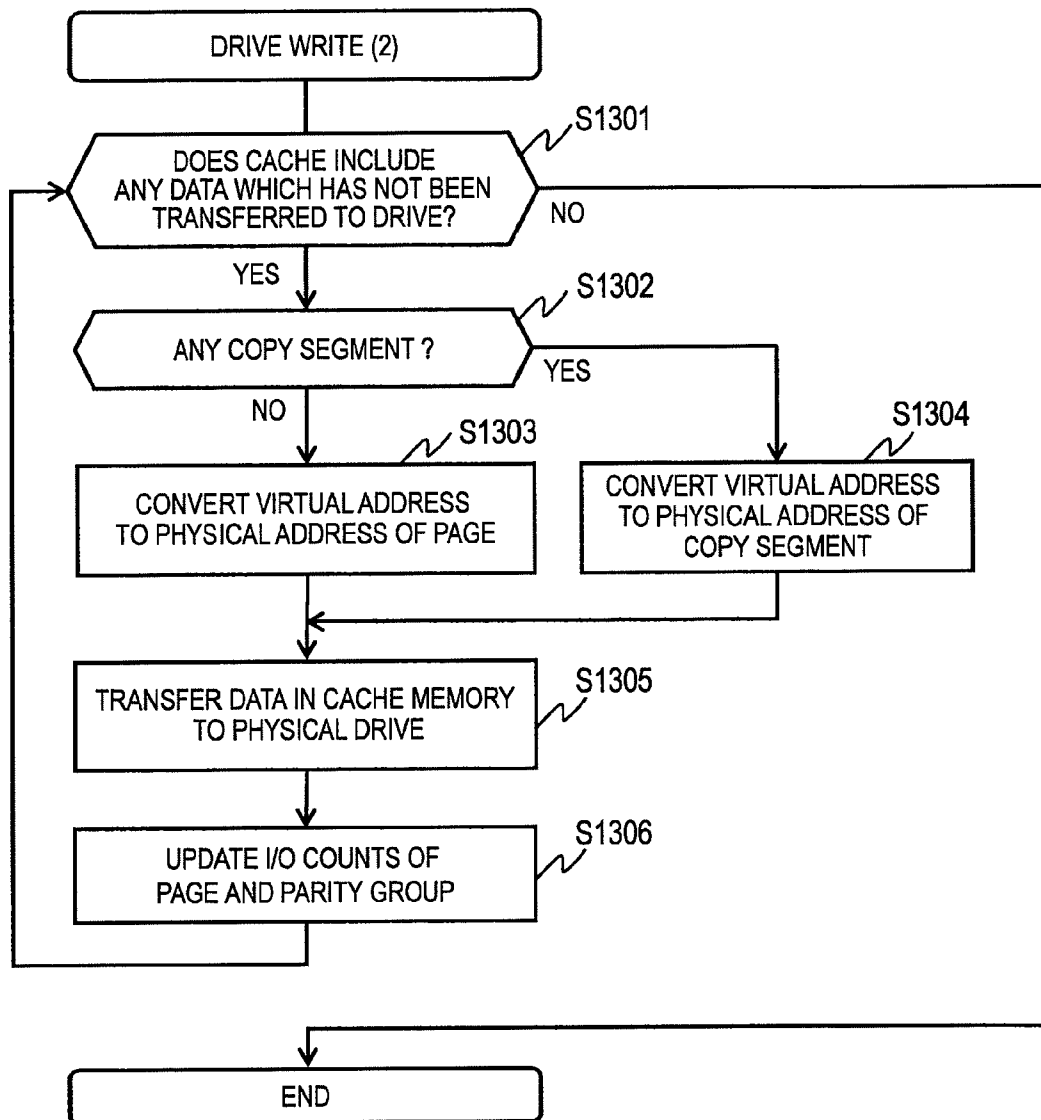 DRIVE WRITE (2)
S1301
DOES CACHE INCLUDE
ANY DATA WHICH HAS NOT BEEN
TRANSFERRED TO DRIVE?
NO
YES
S1302
ANY COPY SEGMENT ?
YES
NO
S1303
S1304
CONVERT VIRTUAL ADDRESS
TO PHYSICAL ADDRESS OF PAGE
CONVERT VIRTUAL ADDRESS
TO PHYSICAL ADDRESS OF
COPY SEGMENT
S1305
TRANSFER DATA IN CACHE MEMORY
TO PHYSICAL DRIVE
S1306
UPDATE I/O COUNTS OF
PAGE AND PARITY GROUP
END